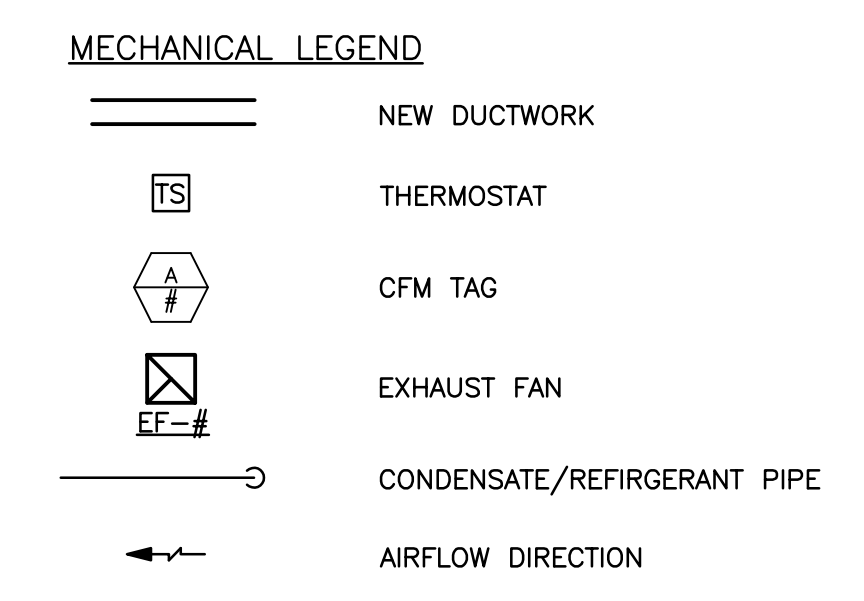 MECHANICAL LEGEND
NEW DUCTWORK
TS THERMOSTAT
A
#
CFM TAG
EXHAUST FAN
EF-#
CONDENSATE/REFIRGERANT PIPE
AIRFLOW DIRECTION